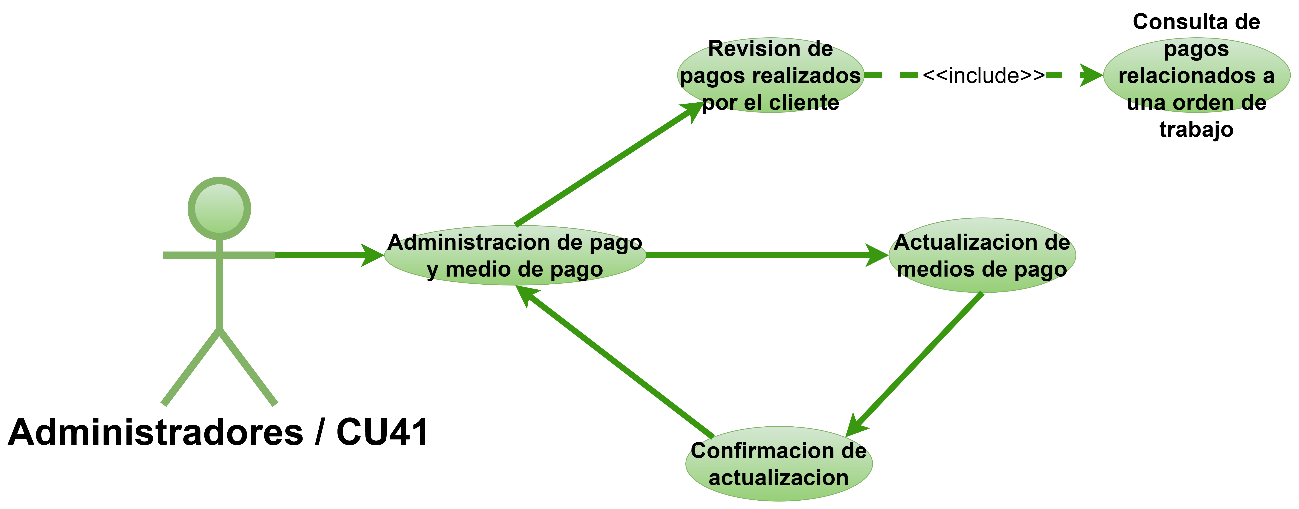 Revision de
pagos realizados
por el cliente
<<include>>
Consulta de
pagos
relacionados a
una orden de
trabajo
Administracion de pago
y medio de pago
Actualizacion de
medios de pago
Administradores / CU41
Confirmacion de
actualizacion